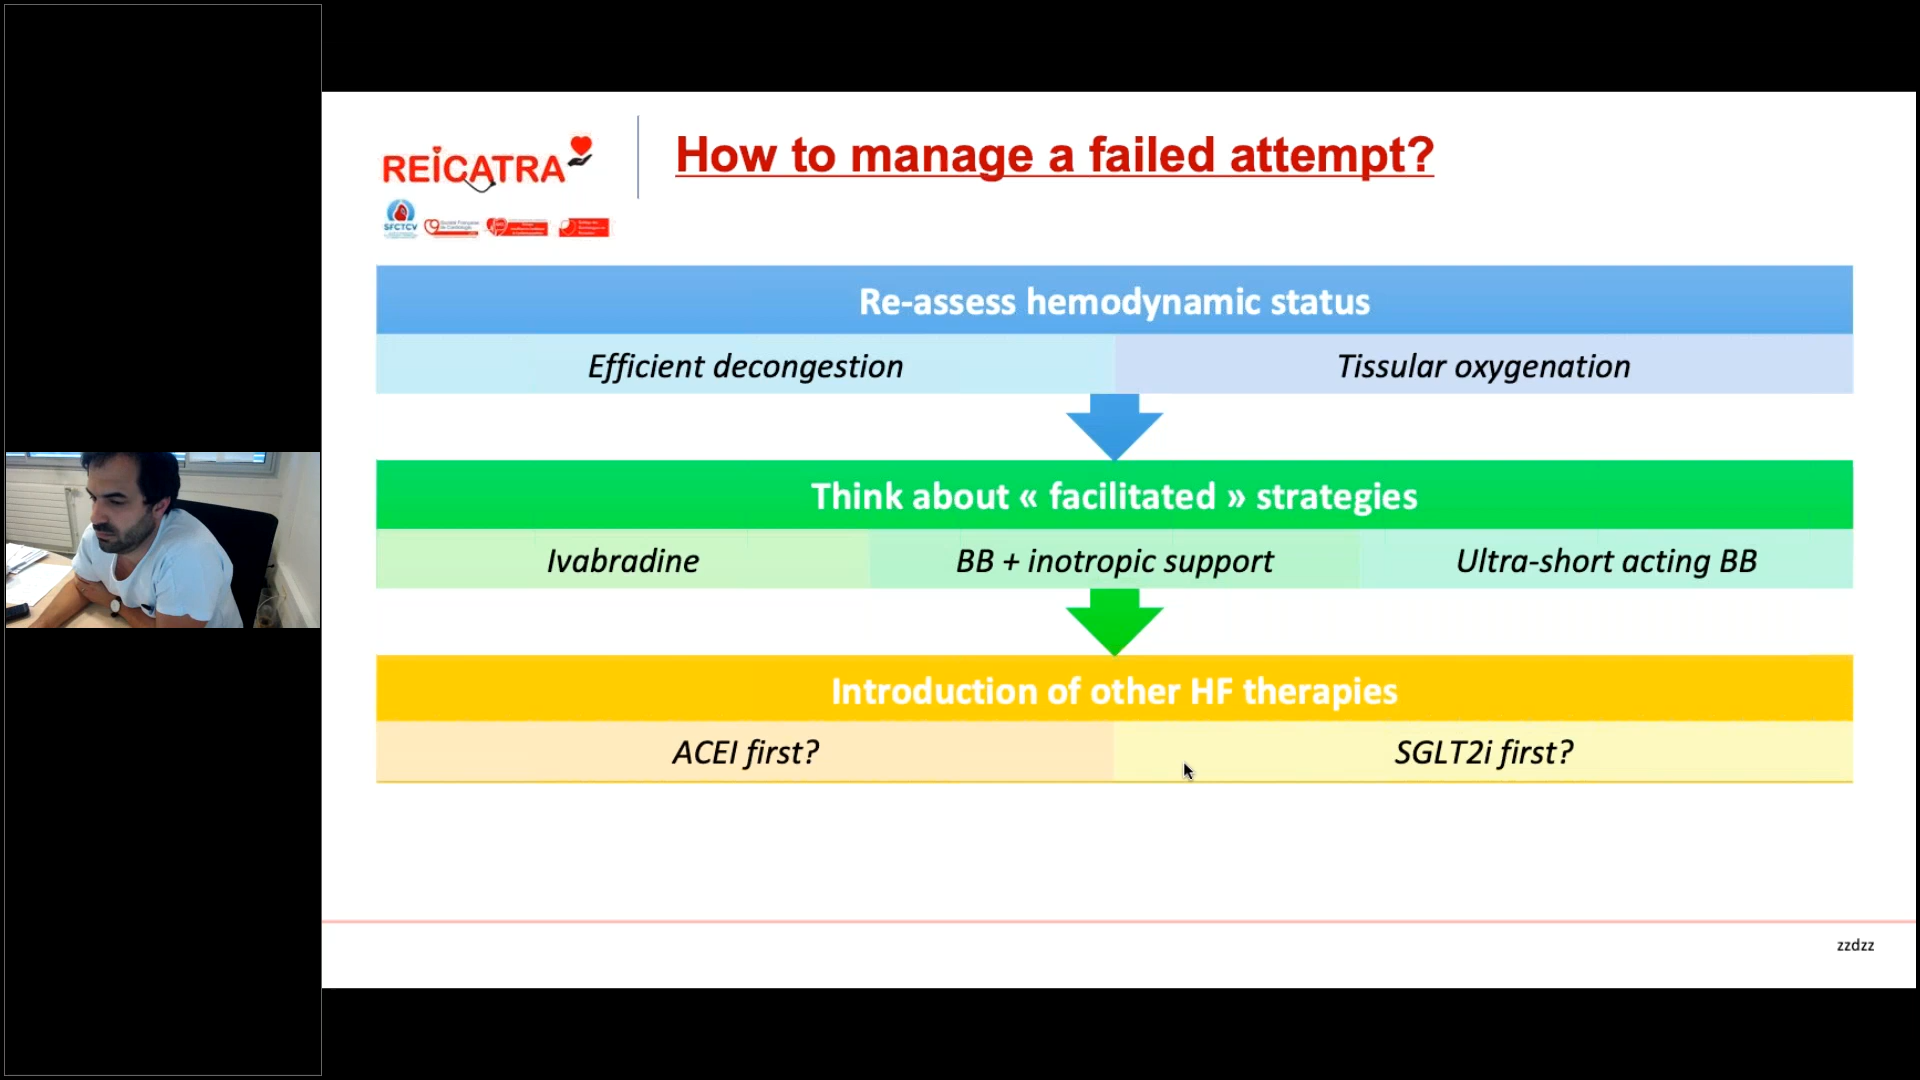 REICATRA
How to manage a failed attempt?
SFCTCV
Re-assess hemodynamic status
Efficient decongestion
Tissular oxygenation
Think about « facilitated » strategies
Ivabradine
BB + inotropic support
Ultra-short acting BB
Introduction of other HF therapies
ACEI first?
SGLT2i first?
zzdzz